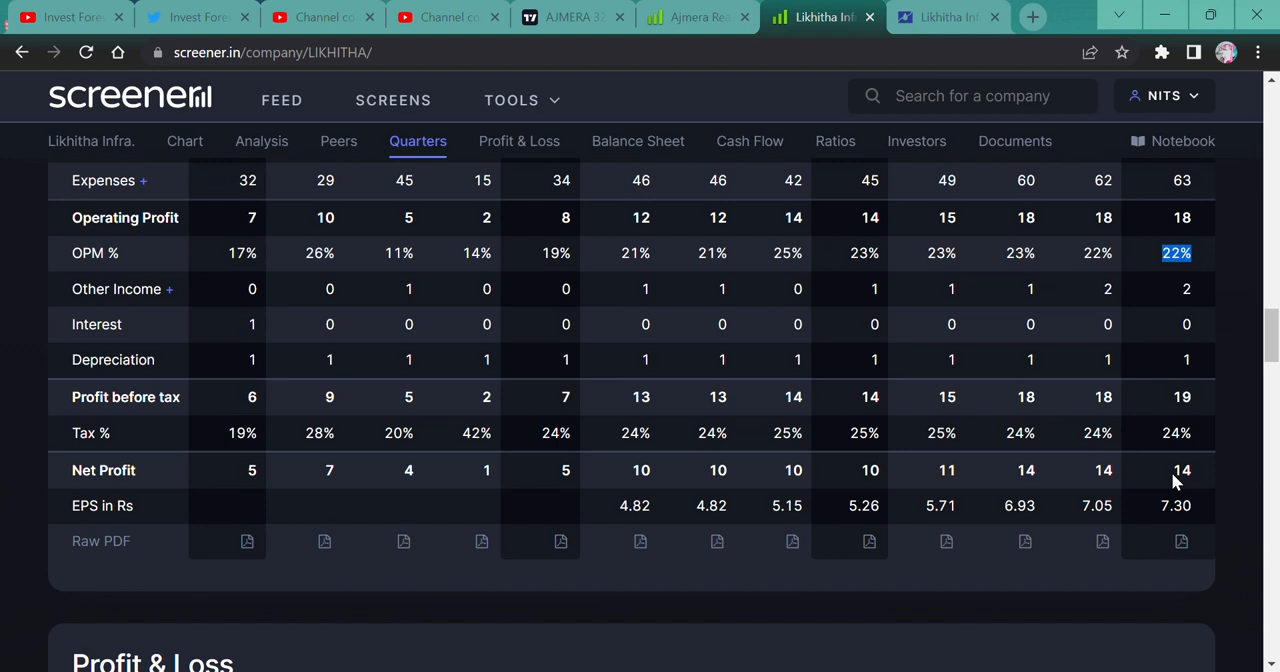 Invest Fore
Invest Fore
Channel co
Channel co
AJMERA 32
Ajmera Rea
Likhitha Inf
Likhitha Inf
screener.in/company/LIKHITHA/
screener
FEED
SCREENS
TOOLS
Search for a company
NITS
Likhitha Infra.
Chart
Analysis
Peers
Quarters
Profit & Loss
Balance Sheet
Cash Flow
Ratios
Investors
Documents
Notebook
Expenses + 32 29 45 15 34 46 46 42 45 49 60 62 63
Operating Profit 7 10 5 2 8 12 12 14 14 15 18 18 18
OPM % 17% 26% 11% 14% 19% 21% 21% 25% 23% 23% 23% 22% 22%
Other Income + 0 0 1 0 0 1 1 0 1 1 1 2 2
Interest 1 0 0 0 0 0 0 0 0 0 0 0 0
Depreciation 1 1 1 1 1 1 1 1 1 1 1 1 1
Profit before tax 6 9 5 2 7 13 13 14 14 15 18 18 19
Tax % 19% 28% 20% 42% 24% 24% 24% 25% 25% 25% 24% 24% 24%
Net Profit 5 7 4 1 5 10 10 10 10 11 14 14 14
EPS in Rs 4.82 4.82 5.15 5.26 5.71 6.93 7.05 7.30
Raw PDF
Profit & Loss